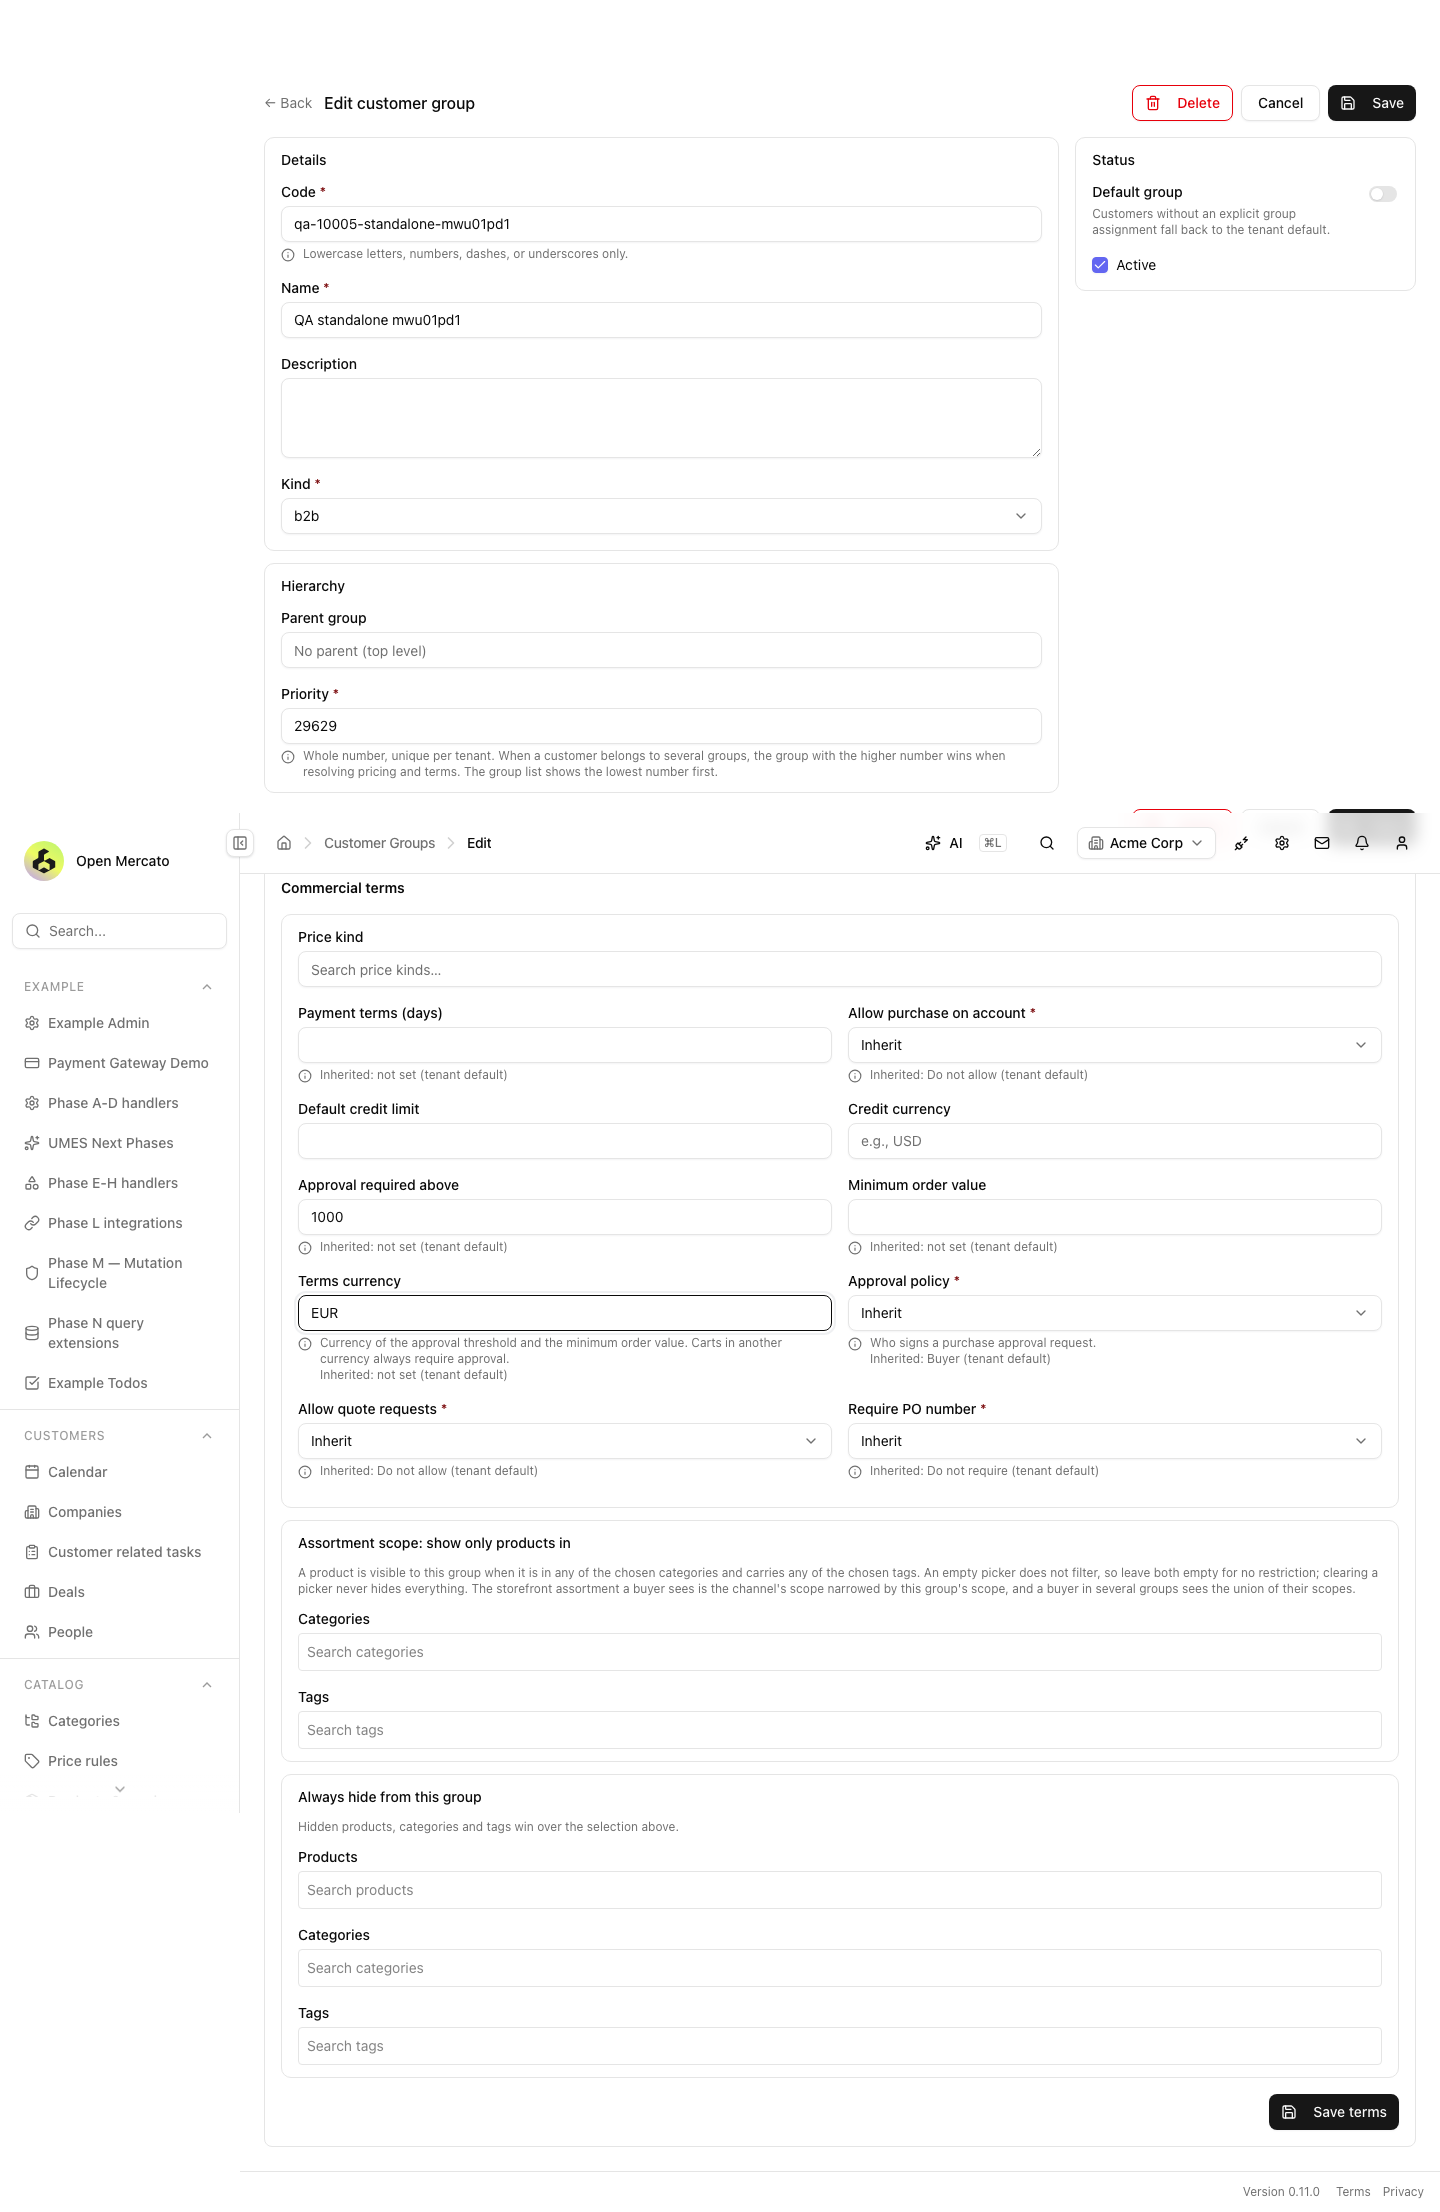 Back
Edit customer group
Delete
Cancel
Save
Details
Code *
qa-10005-standalone-mwu01pd1
Lowercase letters, numbers, dashes, or underscores only.
Name *
QA standalone mwu01pd1
Description
Kind *
b2b
Status
Default group
Customers without an explicit group
assignment fall back to the tenant default.
Active
Hierarchy
Parent group
No parent (top level)
Priority *
29629
Whole number, unique per tenant. When a customer belongs to several groups, the group with the higher number wins when
resolving pricing and terms. The group list shows the lowest number first.
Open Mercato
Search...
EXAMPLE
Example Admin
Payment Gateway Demo
Phase A-D handlers
UMES Next Phases
Phase E-H handlers
Phase L integrations
Phase M — Mutation
Lifecycle
Phase N query
extensions
Example Todos
CUSTOMERS
Calendar
Companies
Customer related tasks
Deals
People
CATALOG
Categories
Price rules
Customer Groups
Edit
AI
⌘L
Acme Corp
Commercial terms
Price kind
Search price kinds…
Payment terms (days)
Inherited: not set (tenant default)
Allow purchase on account *
Inherit
Inherited: Do not allow (tenant default)
Default credit limit
Credit currency
e.g., USD
Approval required above
1000
Inherited: not set (tenant default)
Minimum order value
Inherited: not set (tenant default)
Terms currency
EUR
Currency of the approval threshold and the minimum order value. Carts in another
currency always require approval.
Inherited: not set (tenant default)
Approval policy *
Inherit
Who signs a purchase approval request.
Inherited: Buyer (tenant default)
Allow quote requests *
Inherit
Inherited: Do not allow (tenant default)
Require PO number *
Inherit
Inherited: Do not require (tenant default)
Assortment scope: show only products in
A product is visible to this group when it is in any of the chosen categories and carries any of the chosen tags. An empty picker does not filter, so leave both empty for no restriction; clearing a
picker never hides everything. The storefront assortment a buyer sees is the channel's scope narrowed by this group's scope, and a buyer in several groups sees the union of their scopes.
Categories
Search categories
Tags
Search tags
Always hide from this group
Hidden products, categories and tags win over the selection above.
Products
Search products
Categories
Search categories
Tags
Search tags
Save terms
Version 0.11.0
Terms
Privacy